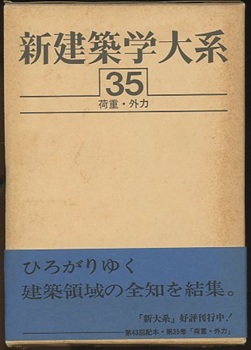 新建築学大系
35
荷重・外力
ひろがりゆく
建築領域の全知を結集。
「新大系」好評刊行中!
第43回配本・第35巻「荷重・外力」